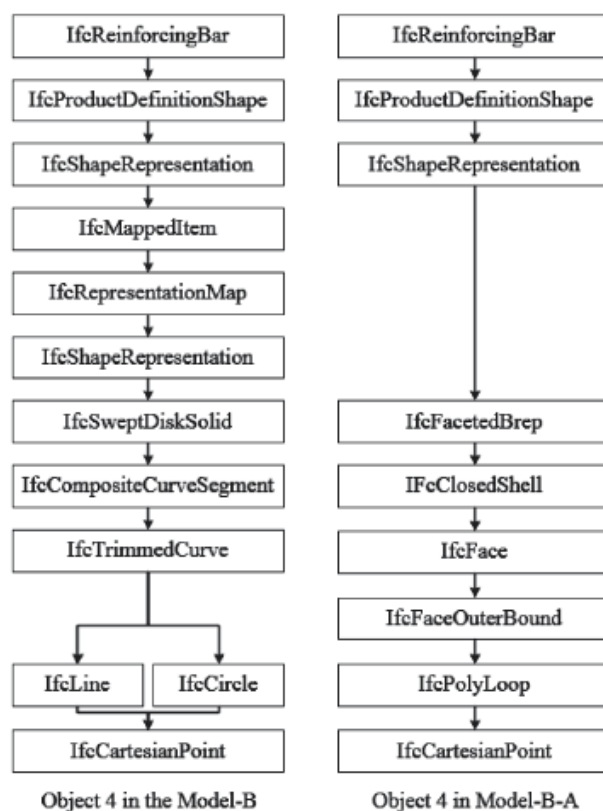 IfcReinforcingBar
IfcProductDefinitionShape
IfcShapeRepresentation
IfcMappedItem
IfcRepresentationMap
IfcShapeRepresentation
IfcSweptDiskSolid
IfcCompositeCurveSegment
IfcTrimmedCurve
IfcLine IfcCircle
IfcCartesianPoint
Object 4 in the Model-B
IfcReinforcingBar
IfcProductDefinitionShape
IfcShapeRepresentation
IfcFacetedBrep
IFcClosedShell
IfcFace
IfcFaceOuterBound
IfcPolyLoop
IfcCartesianPoint
Object 4 in Model-B-A